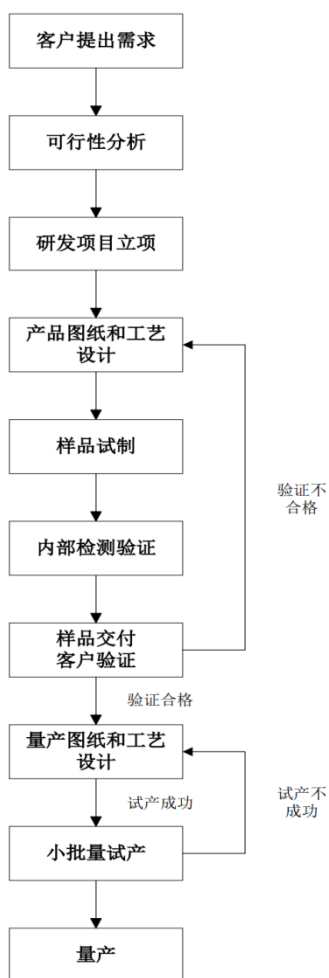 客户提出需求
可行性分析
研发项目立项
产品图纸和工艺
设计
样品试制
验证不
合格
内部检测验证
样品交付
客户验证
验证合格
量产图纸和工艺
设计
试产成功
试产不
成功
小批量试产
量产